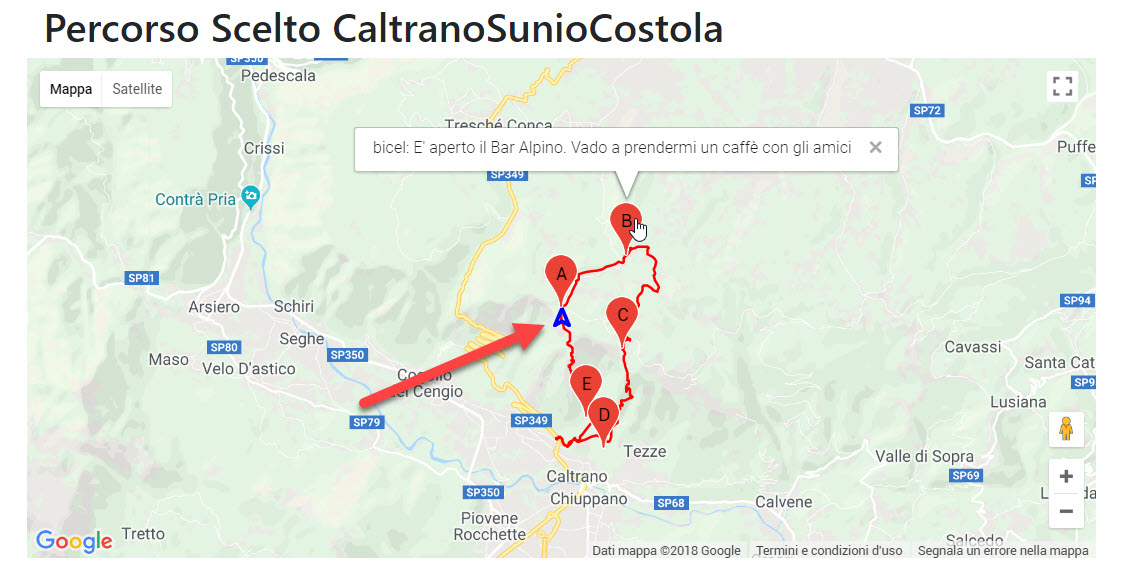 Percorso Scelto CaltranoSunioCostola
SP350
Pedescala
Mappa
Satellite
SP72
Tresché Conca
bicel: E' aperto il Bar Alpino. Vado a prendermi un caffè con gli amici
Crissi
Puffe
SP349
Contrà Pria
B
A
SP81
SP94
Arsiero
Schiri
C
Seghe
SP80
SP350
Maso
Velo D'astico
Cavassi
Santa Cat
del Cengio
E
SP9
Lusiana
D
SP79
SP349
Tezze
Valle di Sopra
Caltrano
SP69
SP350
Chiuppano
SP68
Calvene
Piovene
Rocchette
Tretto
Salcedo
Google
Dati mappa ©2018 Google
Termini e condizioni d'uso
Segnala un errore nella mappa